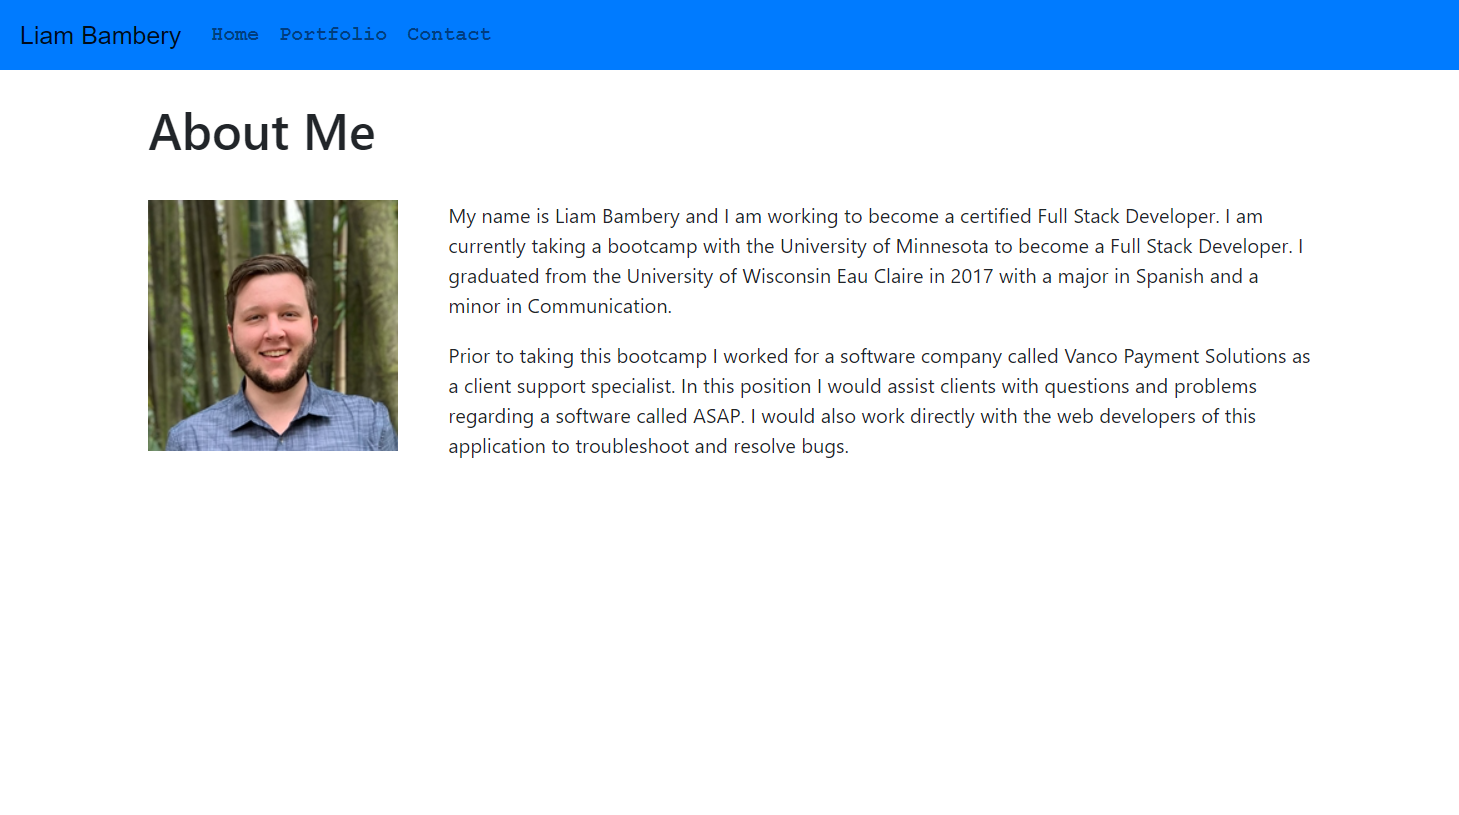 Liam Bambery Home Portfolio Contact
About Me
My name is Liam Bambery and I am working to become a certified Full Stack Developer. I am
currently taking a bootcamp with the University of Minnesota to become a Full Stack Developer. I
graduated from the University of Wisconsin Eau Claire in 2017 with a major in Spanish and a
minor in Communication.
Prior to taking this bootcamp I worked for a software company called Vanco Payment Solutions as
a client support specialist. In this position I would assist clients with questions and problems
regarding a software called ASAP. I would also work directly with the web developers of this
application to troubleshoot and resolve bugs.